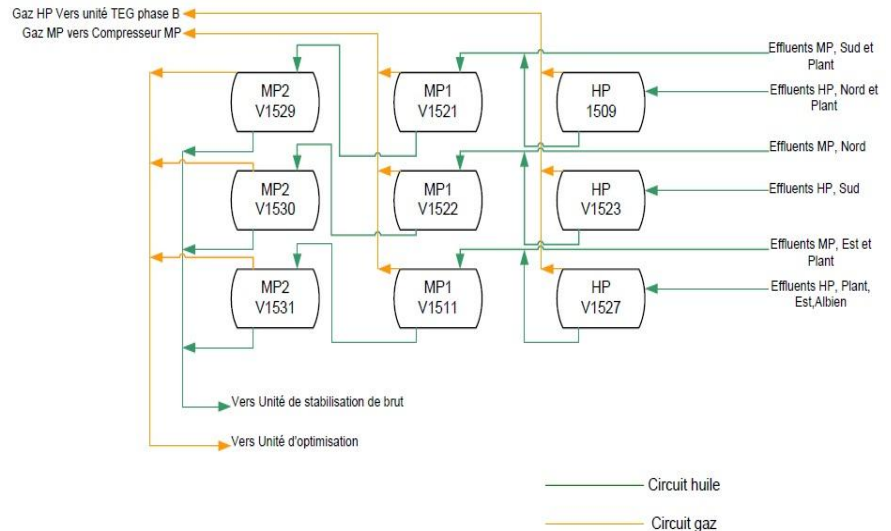 Gaz HP Vers unité TEG phase B
Gaz MP vers Compresseur MP
Effluents MP, Sud et
Plant
MP2
V1529
MP1
V1521
HP
1509
Effluents HP, Nord et
Plant
Effluents MP, Nord
MP2
V1530
MP1
V1522
HP
V1523
Effluents HP, Sud
Effluents MP, Est et
Plant
MP2
V1531
MP1
V1511
HP
V1527
Effluents HP, Plant,
Est,Albien
Vers Unité de stabilisation de brut
Vers Unité d'optimisation
Circuit huile
Circuit gaz